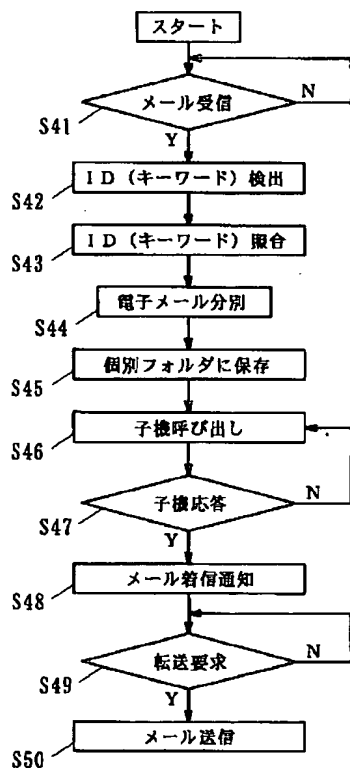 スタート
メール受信
N
S41
Y
ID（キーワード）検出
S42
ID（キーワード）照合
S43
電子メール分別
S44
個別フォルダに保存
S45
子機呼び出し
S46
子機応答
N
S47
Y
メール着信通知
S48
転送要求
N
S49
Y
メール送信
S50